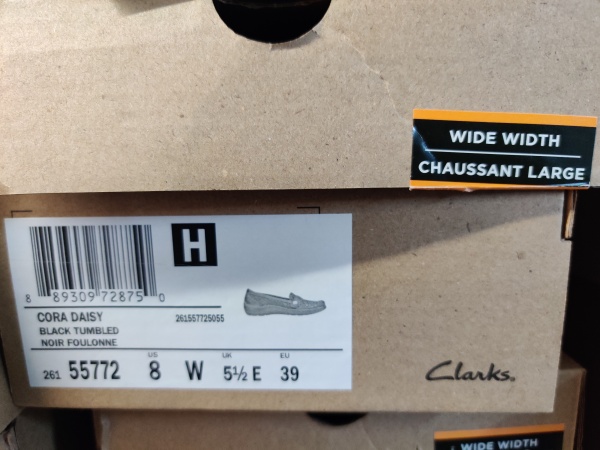 WIDE WIDTH
CHAUSSANT LARGE
H
8 89309 72875 0
CORA DAISY
261557725055
BLACK TUMBLED
NOIR FOULONNE
US UK EU
261 55772 8 W 5½ E 39
Clarks.
WIDE WIDTH